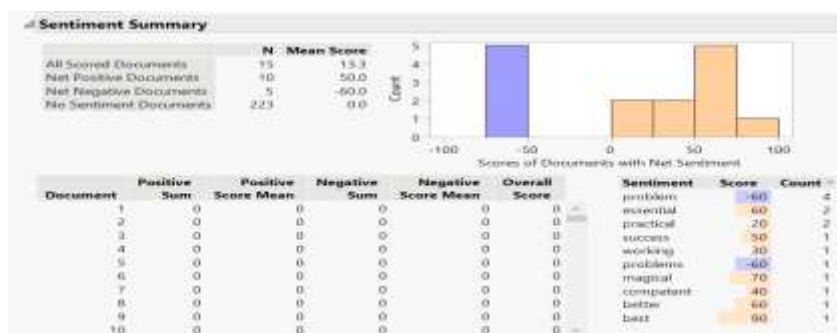 Sentiment Summary
N Mean Score
All Scored Documents 15 13.3
Net Positive Documents 10 50.0
Net Negative Documents 5 -60.0
No Sentiment Documents 223 0.0
5
4
3
2
1
0
Count
-100 -50 0 50 100
Scores of Documents with Net Sentiment
Document Positive Sum Positive Score Mean Negative Sum Negative Score Mean Overall Score
1 0 0 0 0 0
2 0 0 0 0 0
3 0 0 0 0 0
4 0 0 0 0 0
5 0 0 0 0 0
6 0 0 0 0 0
7 0 0 0 0 0
8 0 0 0 0 0
9 0 0 0 0 0
10 0 0 0 0 0
Sentiment Score Count
problem -60 4
essential 60 2
practical 20 2
success 50 1
working 30 1
problems -60 1
magical 70 1
competent 40 1
better 60 1
best 90 1